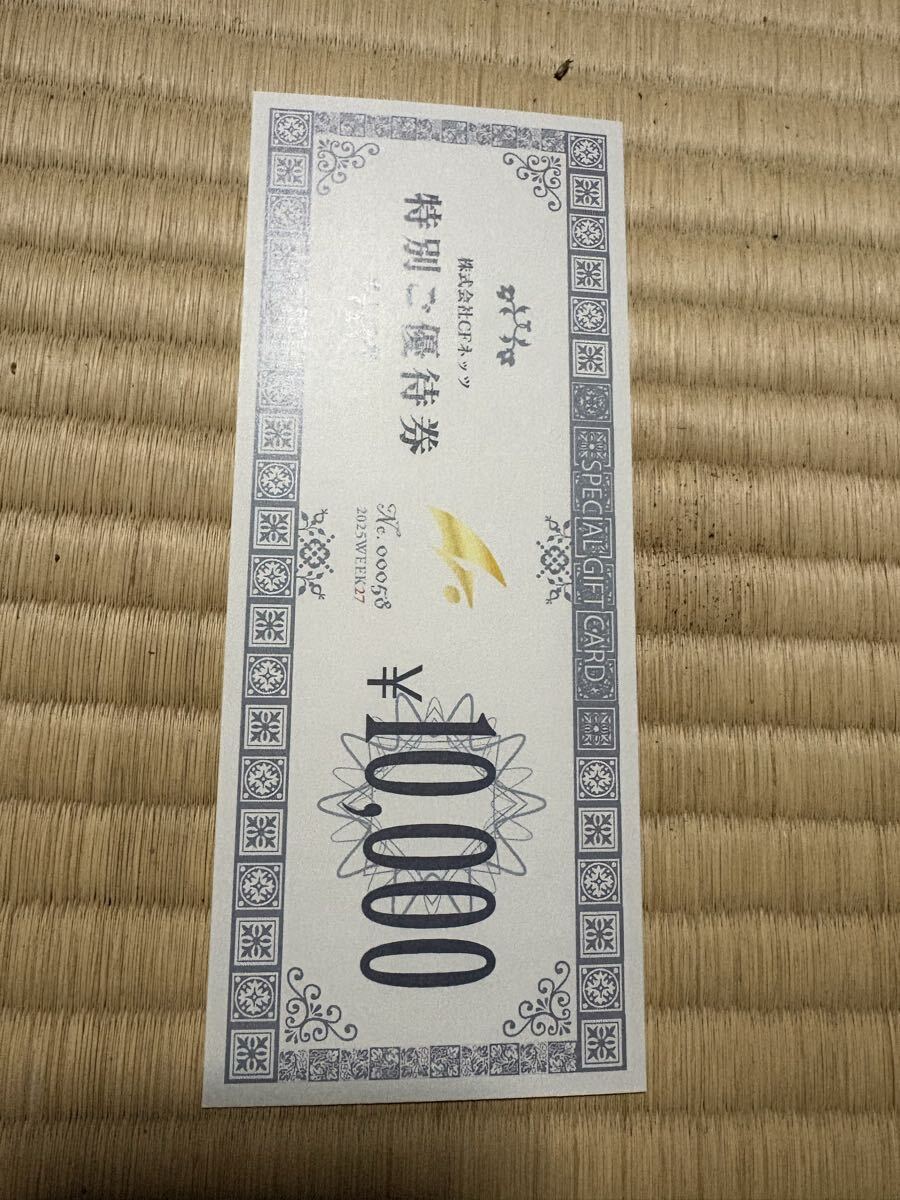 SPECIAL GIFT CARD
株式会社CFネッツ
特別ご優待券
No. 00058
2025WEEK27
¥10,000